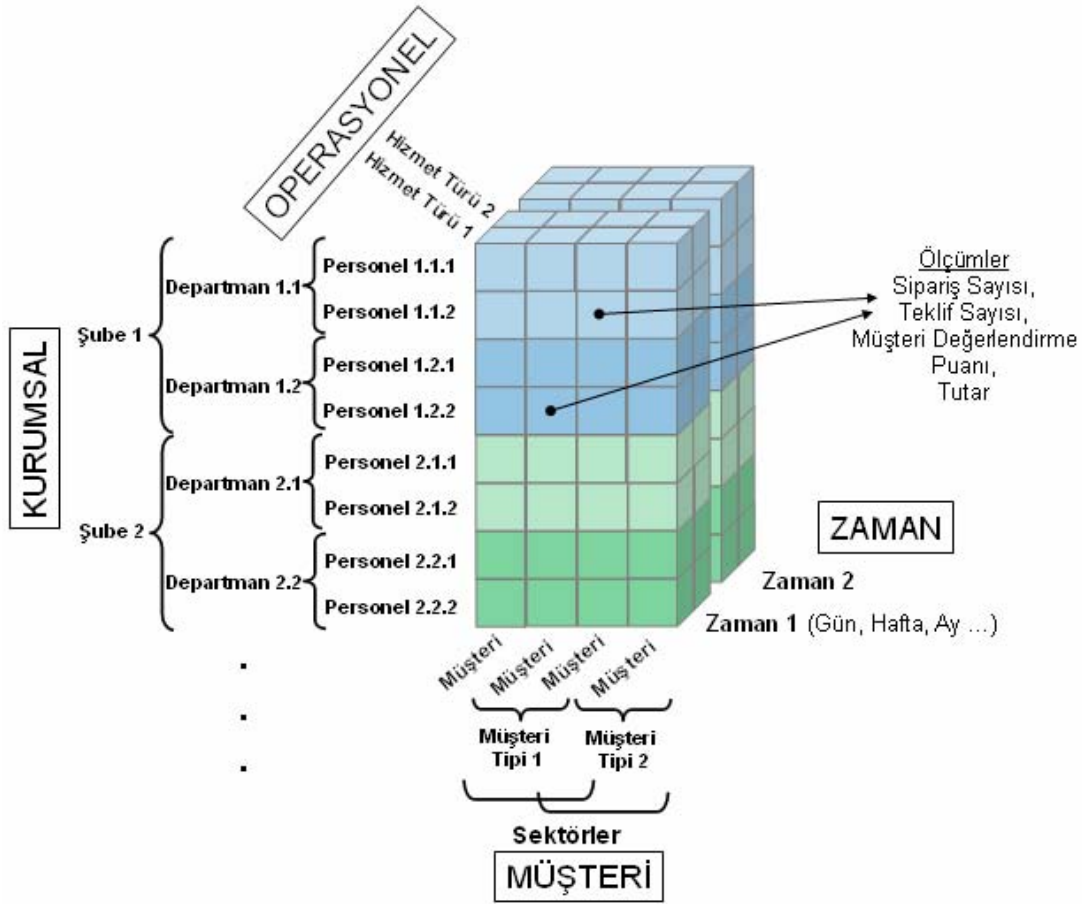 OPERASYONEL
Hizmet Türü 2
Hizmet Türü 1
KURUMSAL
Şube 1
Departman 1.1
Personel 1.1.1
Personel 1.1.2
Departman 1.2
Personel 1.2.1
Personel 1.2.2
Şube 2
Departman 2.1
Personel 2.1.1
Personel 2.1.2
Departman 2.2
Personel 2.2.1
Personel 2.2.2
Ölçümler
Sipariş Sayısı,
Teklif Sayısı,
Müşteri Değerlendirme
Puanı,
Tutar
ZAMAN
Zaman 2
Zaman 1 (Gün, Hafta, Ay ...)
Müşteri
Müşteri
Müşteri
Müşteri
Müşteri
Tipi 1
Müşteri
Tipi 2
Sektörler
MÜŞTERİ